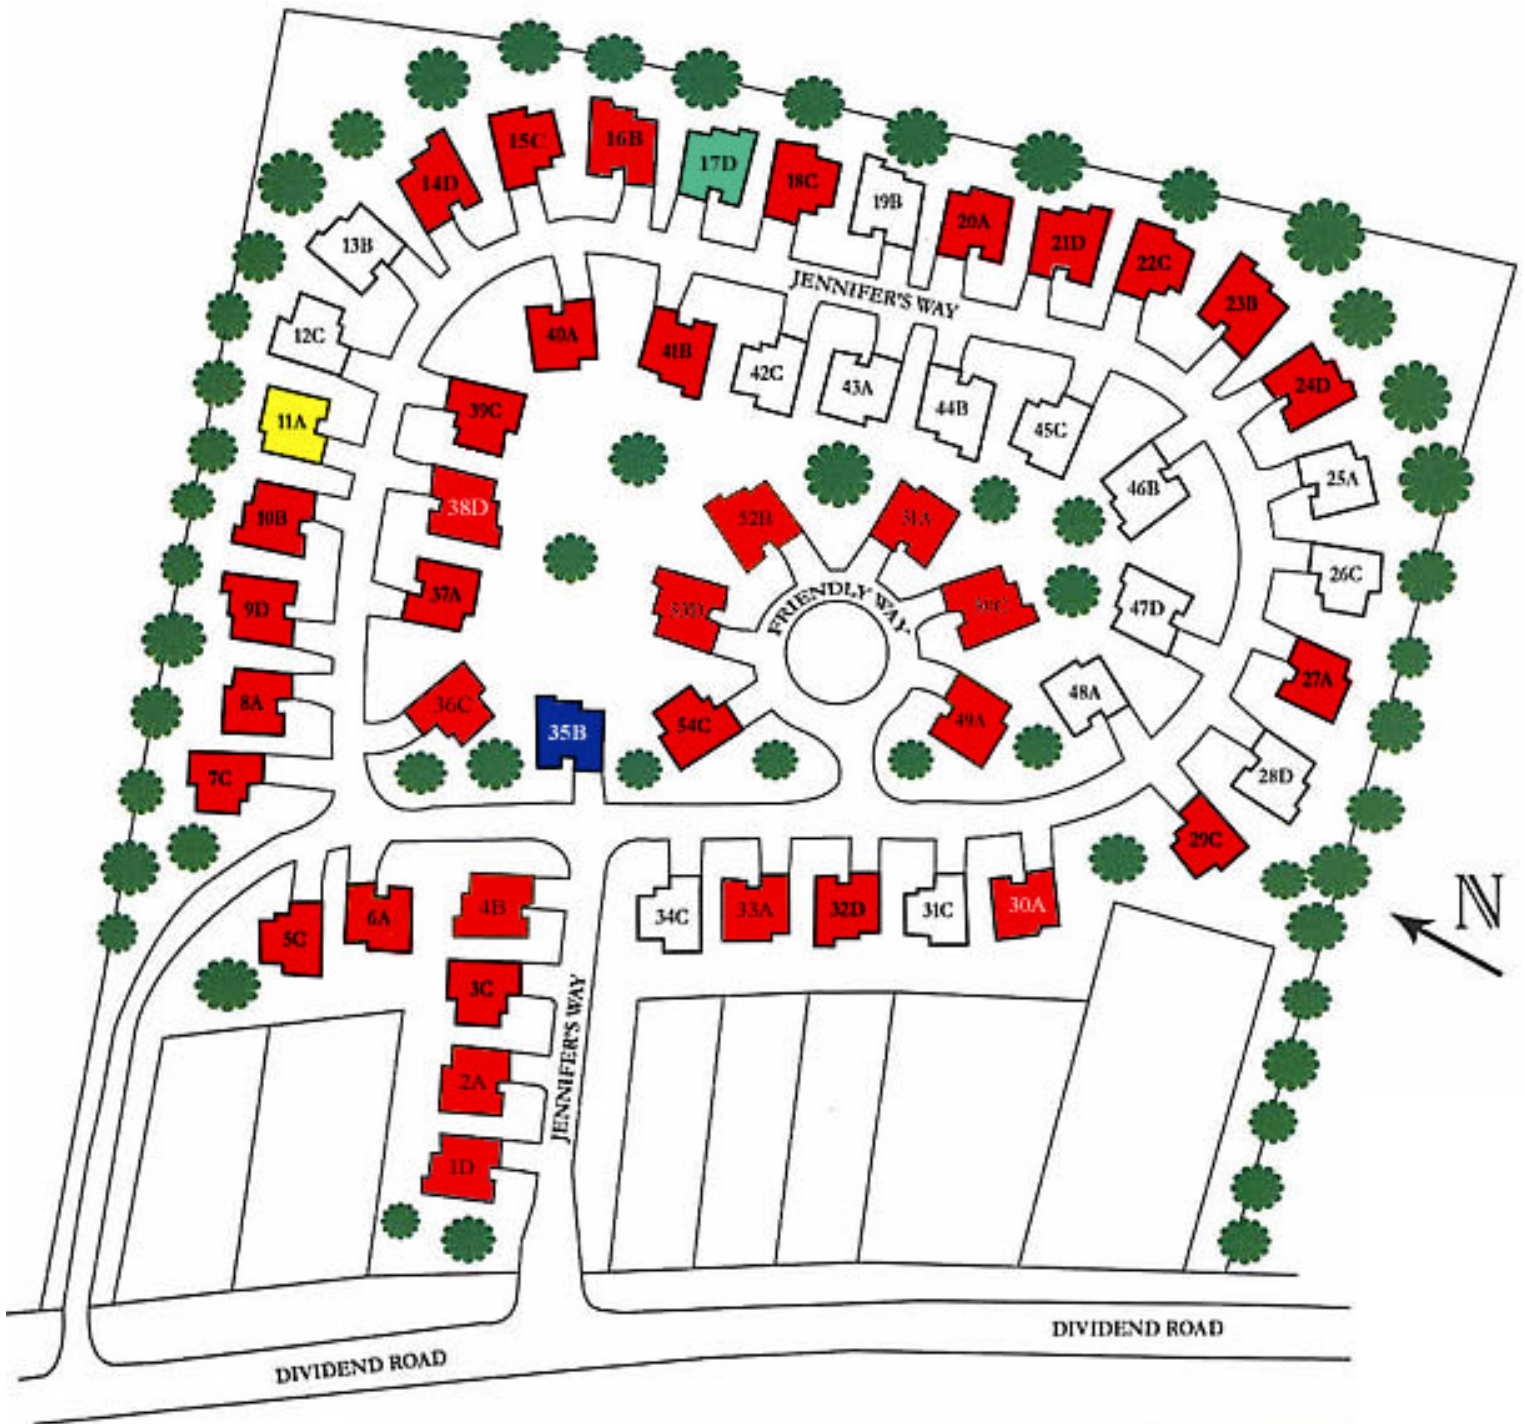 15C
16B
17D
14D
18C
19B
13B
20A
21D
22C
23B
12C
JENNIFER'S WAY
40A
41B
42C
43A
44B
45C
24D
11A
39C
25A
46B
10B
38D
52B
51A
26C
9D
37A
53D
FRIENDLY WAY
50C
47D
27A
8A
36C
35B
54C
49A
48A
7C
28D
29C
5C
6A
4B
34C
33A
32D
31C
30A
N
3C
2A
JENNIFER'S WAY
1D
DIVIDEND ROAD
DIVIDEND ROAD